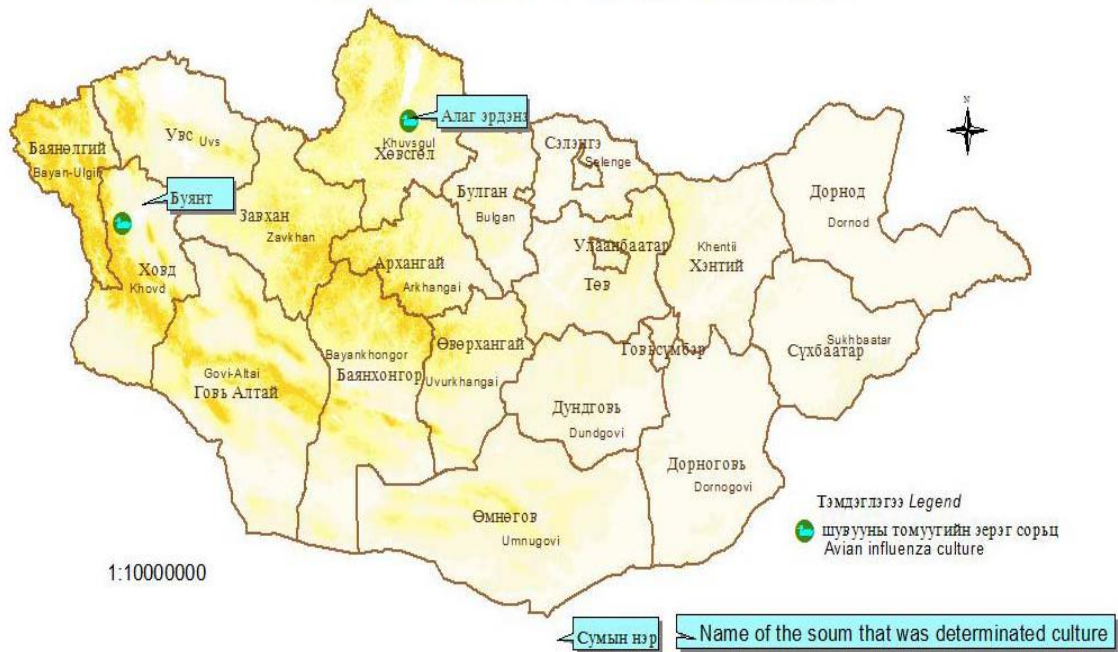 N
Алаг эрдэнэ
Khuvsgul
Хөвсгөл
Увс Uvs
Баянөлгий
Bayan-Ulgin
Буянт
Завхан
Zavkhan
Сэлэнгэ
Selenge
Булган
Bulgan
Дорнод
Dornod
Улаанбаатар
Төв
Khentii
Хэнтий
Архангай
Arkhangai
Ховд
Khovd
Өвөрхангай
Uvurkhangai
Bayankhongor
Баянхонгор
Govi-Altai
Говь Алтай
Говьсүмбэр
Sukhbaatar
Сүхбаатар
Дундговь
Dundgovi
Дорноговь
Dornogovi
Өмнөгов
Umnugovi
Тэмдэглэгээ Legend
шувууны томуугийн эерэг сорьц
Avian influenza culture
1:10000000
Сумын нэр
Name of the soum that was determinated culture